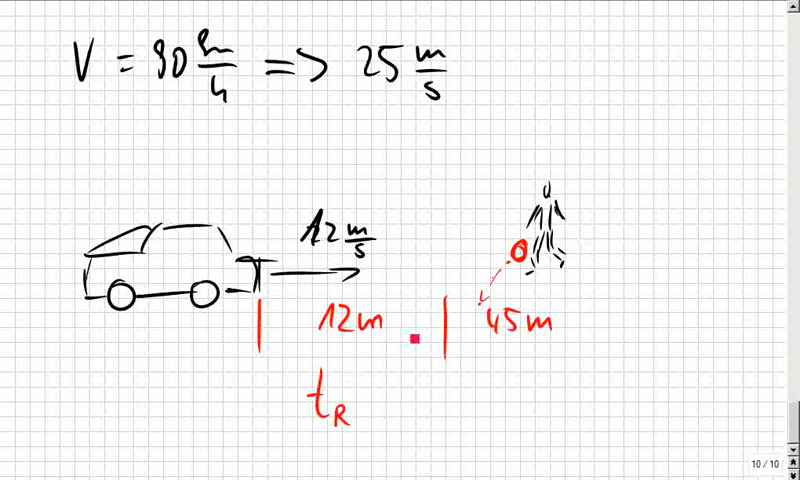 V = 90 km/h => 25 m/s
12 m/s
12m 45m
t_R
10 / 10